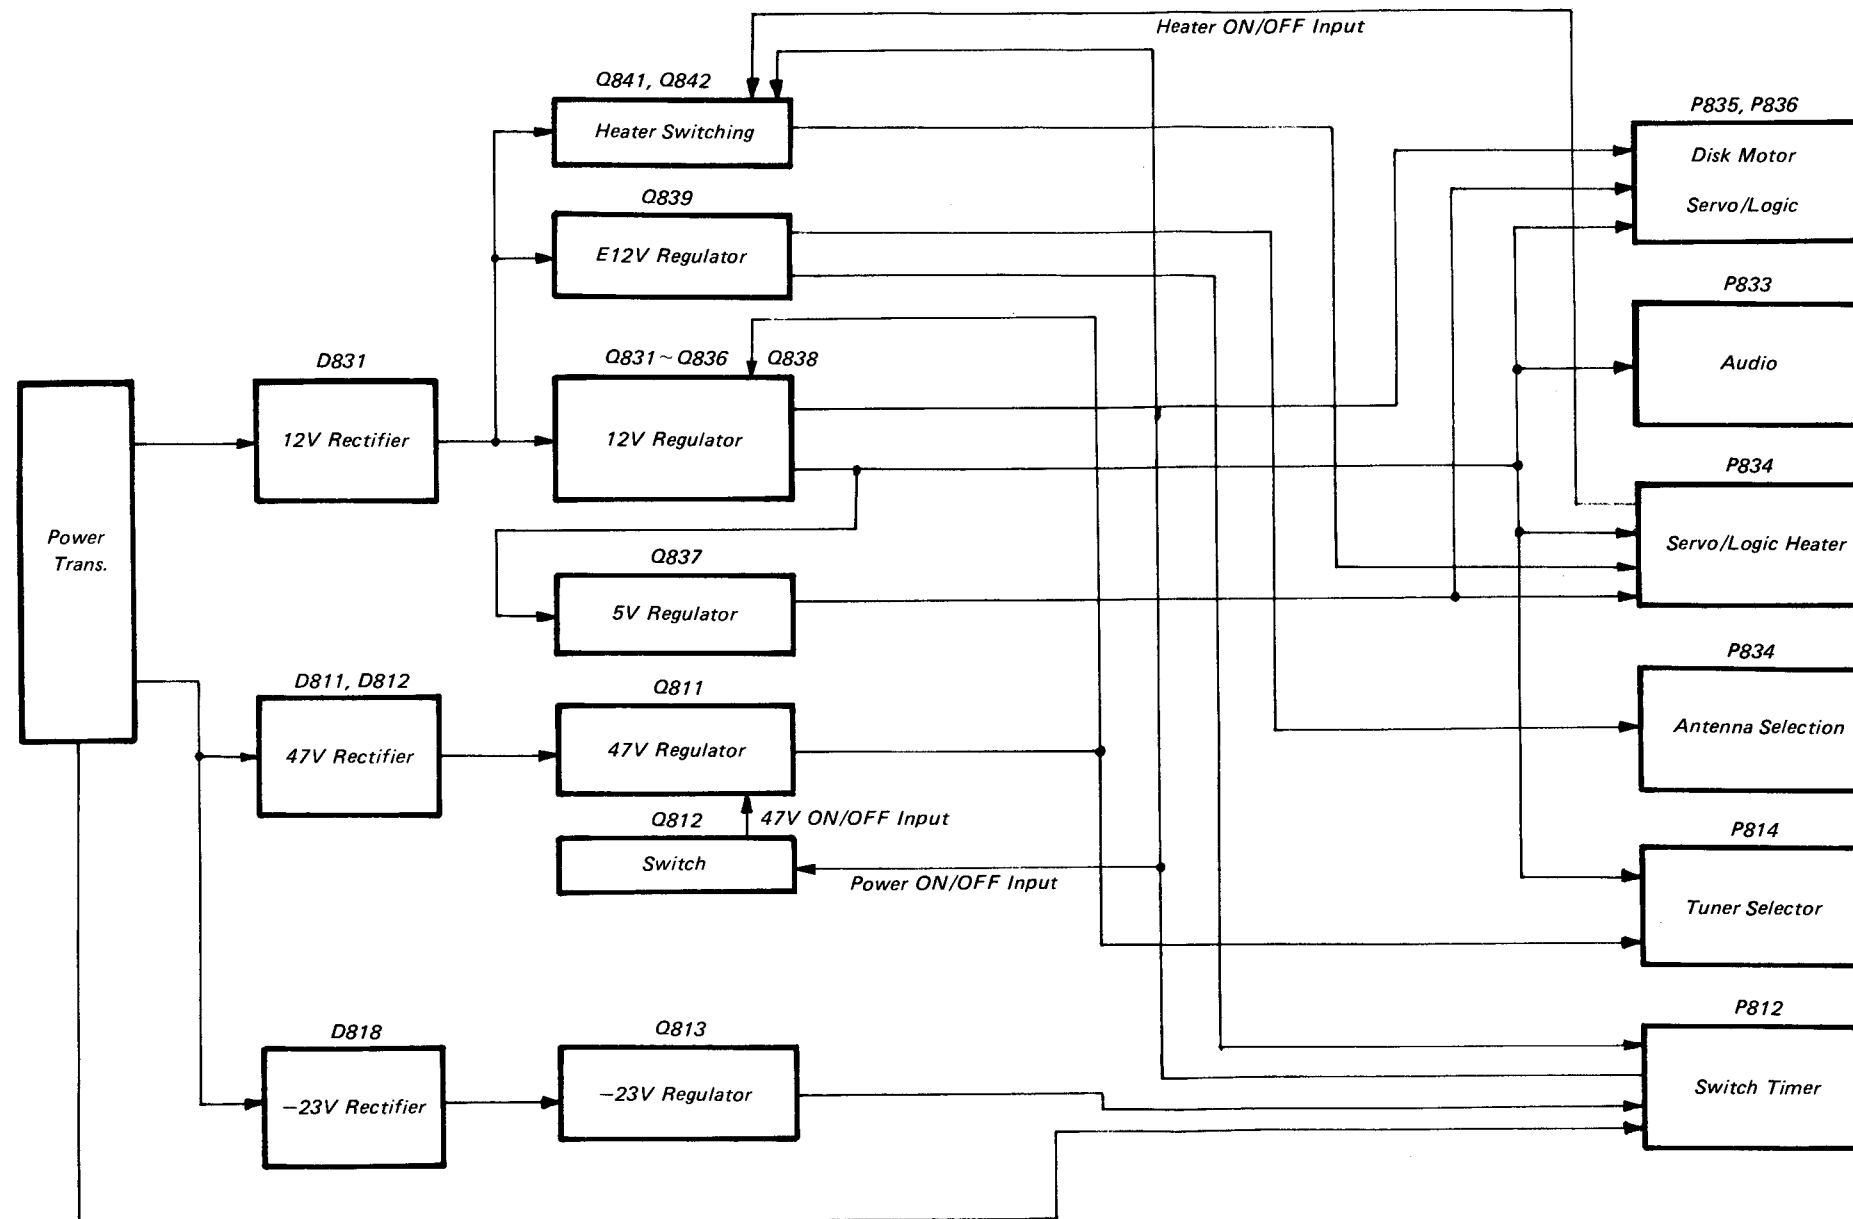 Heater ON/OFF Input
Q841, Q842
Heater Switching
P835, P836
Disk Motor
Servo/Logic
Q839
E12V Regulator
P833
Audio
D831
12V Rectifier
Q831~Q836
Q838
12V Regulator
P834
Servo/Logic Heater
Power
Trans.
Q837
5V Regulator
P834
Antenna Selection
D811, D812
47V Rectifier
Q811
47V Regulator
Q812
47V ON/OFF Input
Switch
Power ON/OFF Input
P814
Tuner Selector
D818
−23V Rectifier
Q813
−23V Regulator
P812
Switch Timer